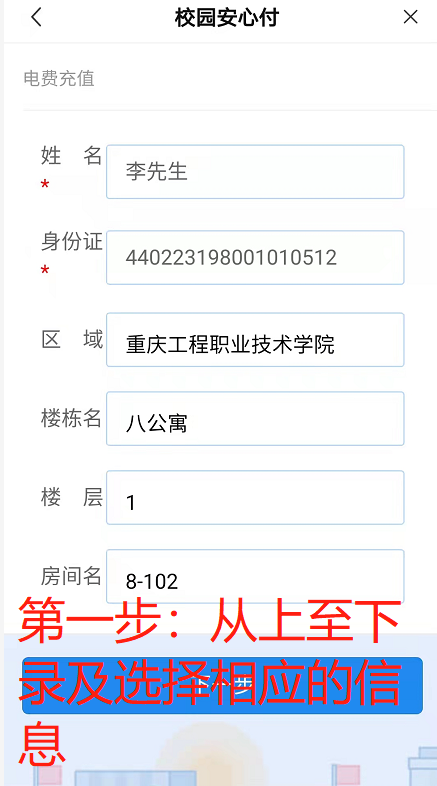 校园安心付
电费充值
姓 名 李先生
*
身份证 440223198001010512
*
区 域 重庆工程职业技术学院
楼栋名 八公寓
楼 层 1
房间名 8-102
第一步：从上至下
录及选择相应的信
息
下一步